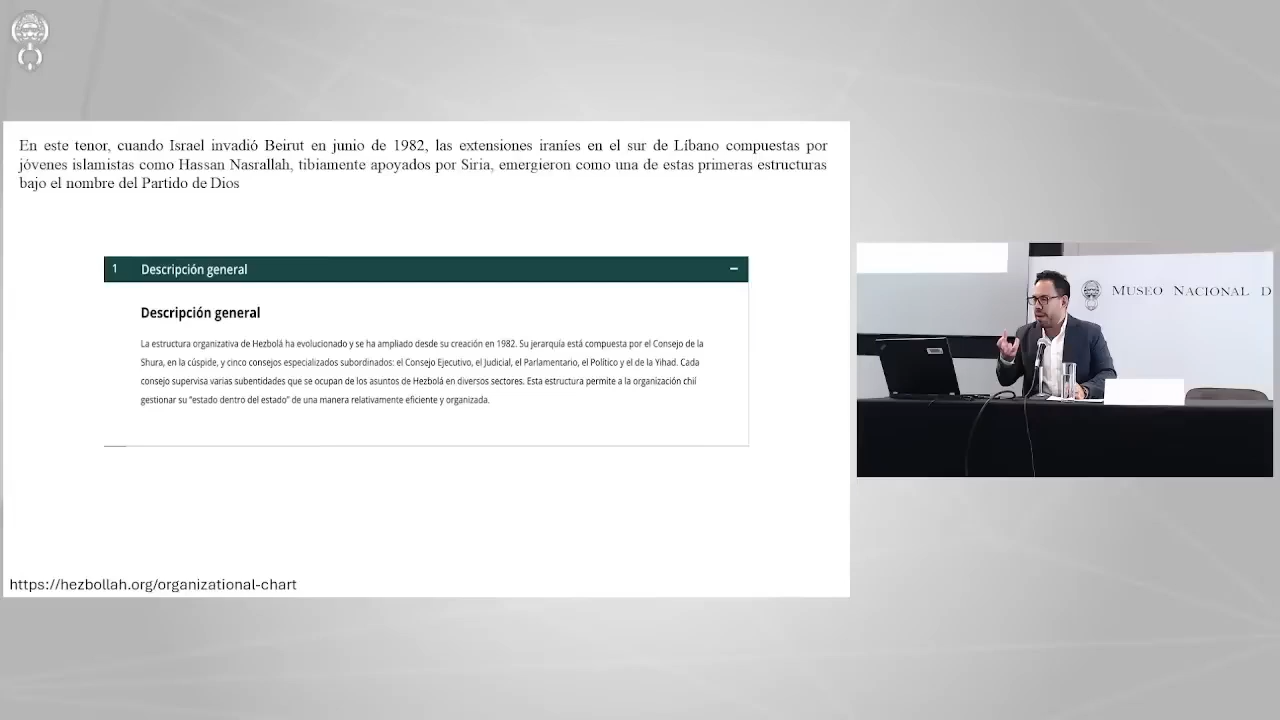 En este tenor, cuando Israel invadió Beirut en junio de 1982, las extensiones iraníes en el sur de Líbano compuestas por
jóvenes islamistas como Hassan Nasrallah, tibiamente apoyados por Siria, emergieron como una de estas primeras estructuras
bajo el nombre del Partido de Dios
1 Descripción general –
Descripción general
La estructura organizativa de Hezbolá ha evolucionado y se ha ampliado desde su creación en 1982. Su jerarquía está compuesta por el Consejo de la
Shura, en la cúspide, y cinco consejos especializados subordinados: el Consejo Ejecutivo, el Judicial, el Parlamentario, el Político y el de la Yihad. Cada
consejo supervisa varias subentidades que se ocupan de los asuntos de Hezbolá en diversos sectores. Esta estructura permite a la organización chií
gestionar su "estado dentro del estado" de una manera relativamente eficiente y organizada.
https://hezbollah.org/organizational-chart
MUSEO NACIONAL D